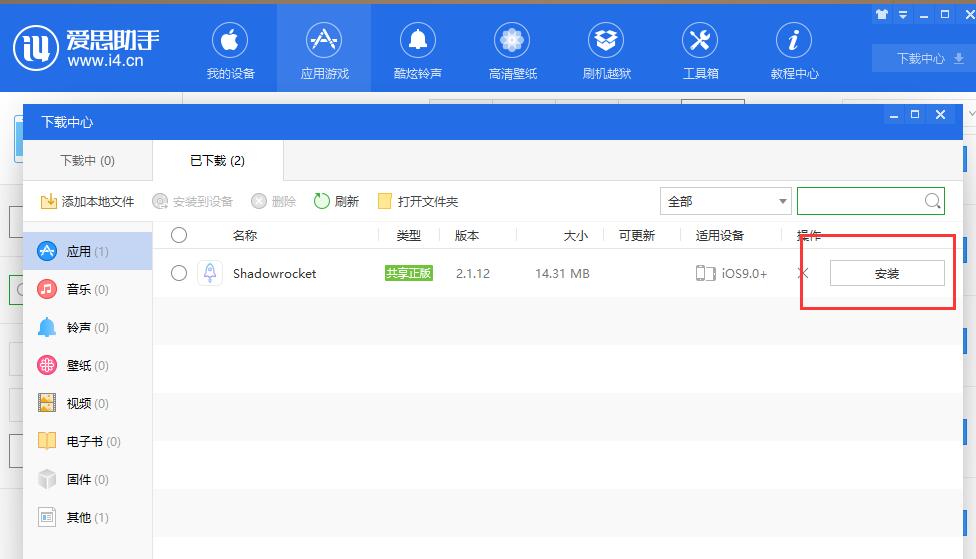 爱思助手
www.i4.cn
我的设备
应用游戏
酷炫铃声
高清壁纸
刷机越狱
工具箱
教程中心
下载中心
下载中心
下载中 (0)
已下载 (2)
添加本地文件
安装到设备
删除
刷新
打开文件夹
全部
名称 类型 版本 大小 可更新 适用设备 操作
Shadowrocket 共享正版 2.1.12 14.31 MB iOS9.0+ 安装
应用 (1)
音乐 (0)
铃声 (0)
壁纸 (0)
视频 (0)
电子书 (0)
固件 (0)
其他 (1)